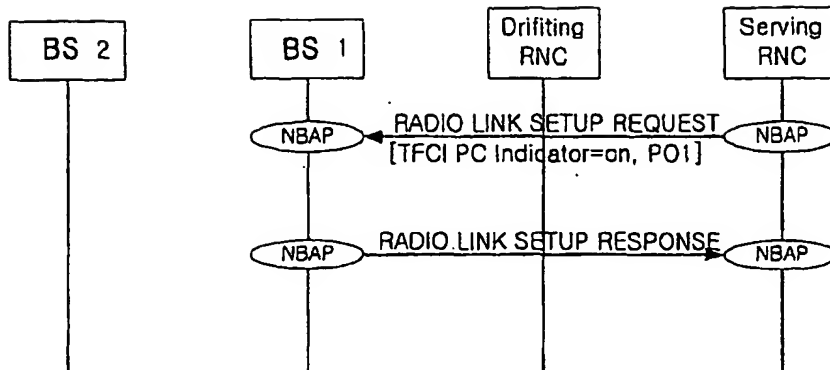 BS 2
BS 1
Drifiting
RNC
Serving
RNC
NBAP
RADIO LINK SETUP REQUEST
NBAP
[TFCI PC Indicator=on, PO1]
NBAP
RADIO.LINK SETUP RESPONSE
NBAP